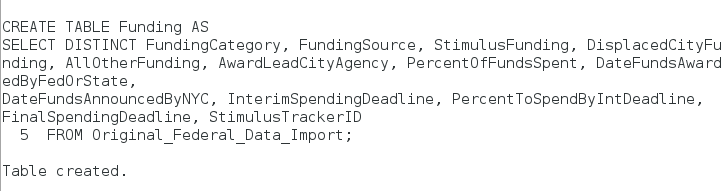 CREATE TABLE Funding AS
SELECT DISTINCT FundingCategory, FundingSource, StimulusFunding, DisplacedCityFu
nding, AllOtherFunding, AwardLeadCityAgency, PercentOfFundsSpent, DateFundsAward
edByFedOrState,
DateFundsAnnouncedByNYC, InterimSpendingDeadline, PercentToSpendByIntDeadline,
FinalSpendingDeadline, StimulusTrackerID
  5  FROM Original_Federal_Data_Import;

Table created.